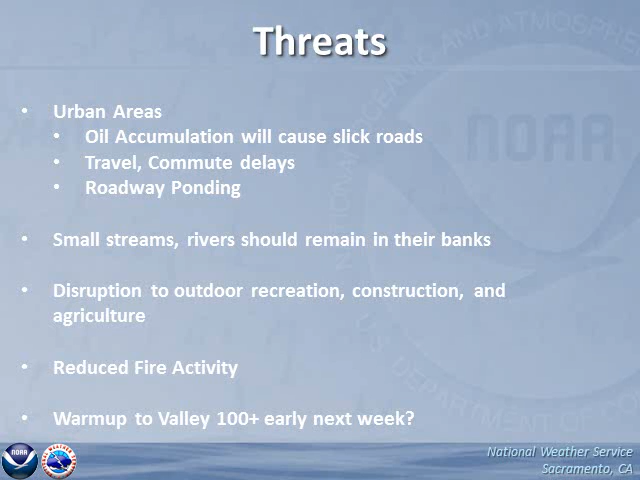 Threats
• Urban Areas
• Oil Accumulation will cause slick roads
• Travel, Commute delays
• Roadway Ponding
• Small streams, rivers should remain in their banks
• Disruption to outdoor recreation, construction, and
agriculture
• Reduced Fire Activity
• Warmup to Valley 100+ early next week?
NOAA
National Weather Service
Sacramento, CA